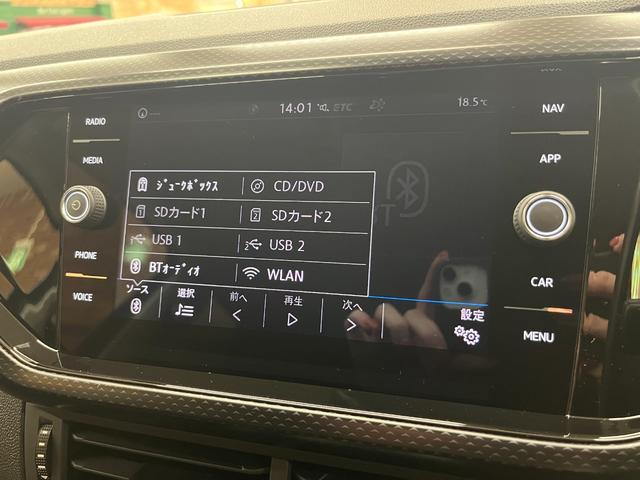 14:01 ETC 18.5℃
RADIO
MEDIA
PHONE
VOICE
ジュークボックス CD/DVD
SDカード1 SDカード2
USB 1 USB 2
BTオーディオ WLAN
ソース 選択 前へ 再生 次へ 設定
NAV
APP
CAR
MENU